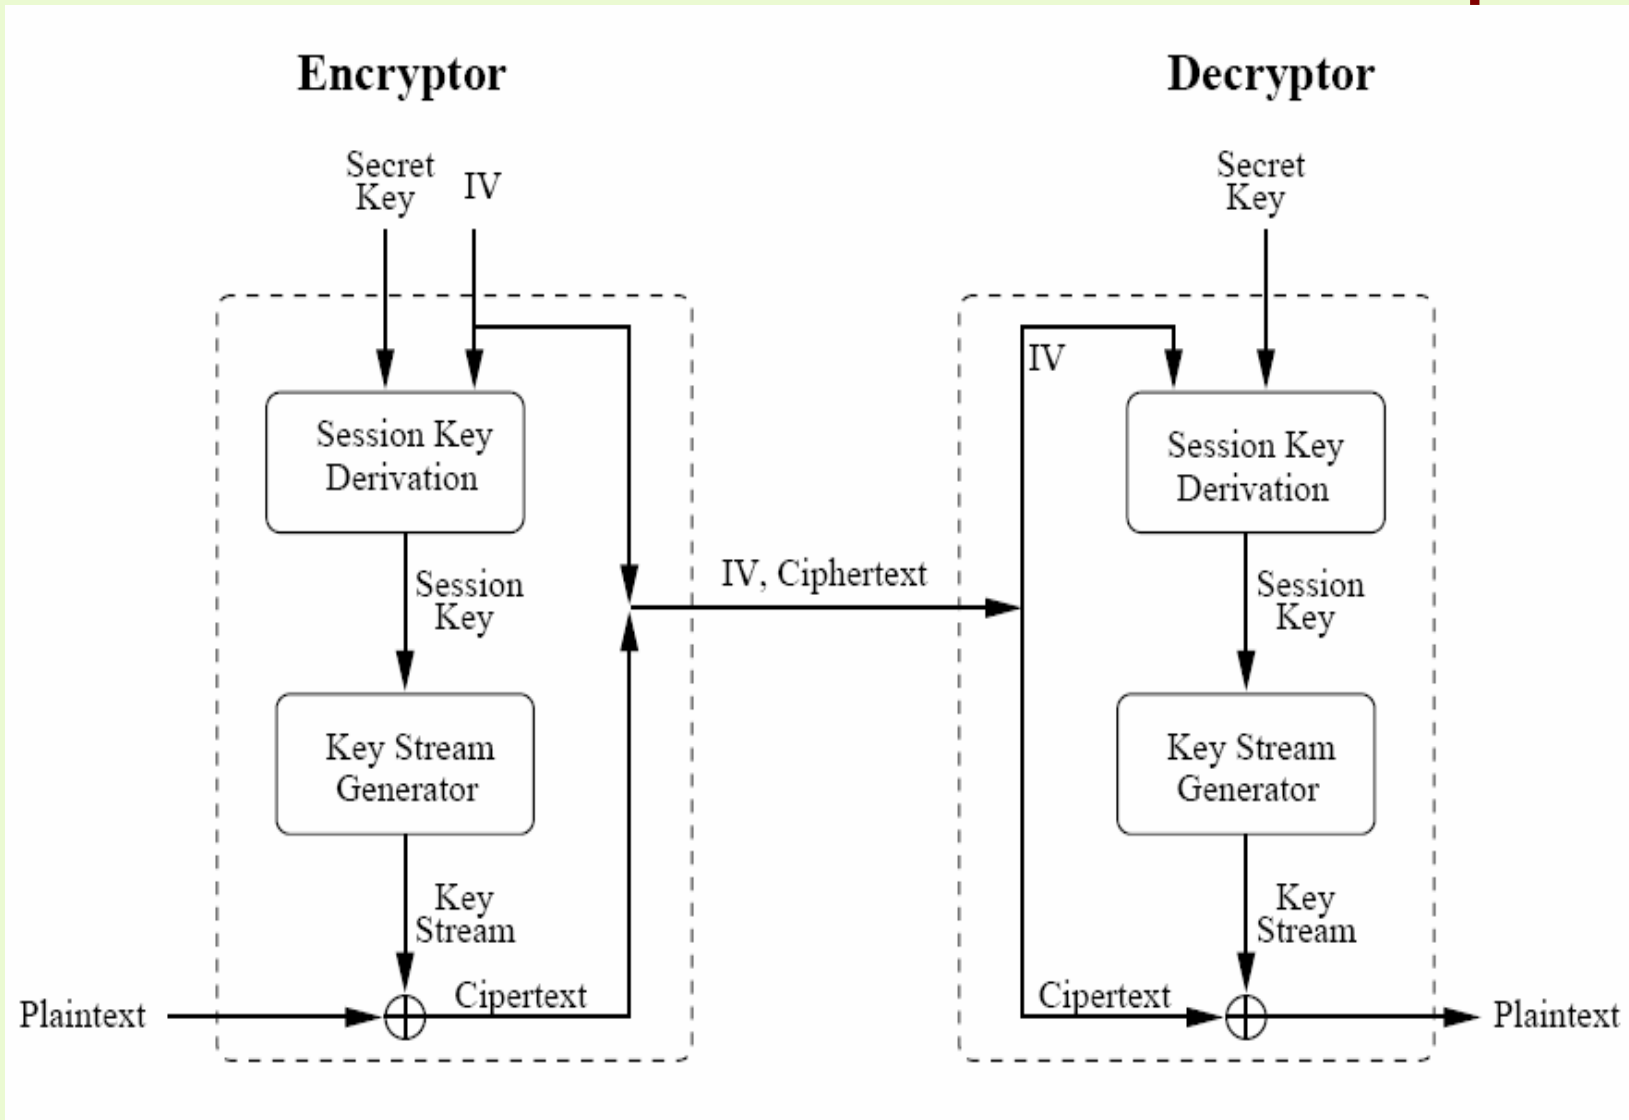 Encryptor
Secret
Key
IV
Session Key
Derivation
Session
Key
Key Stream
Generator
Key
Stream
Plaintext
Cipertext
IV, Ciphertext
Decryptor
Secret
Key
IV
Session Key
Derivation
Session
Key
Key Stream
Generator
Key
Stream
Cipertext
Plaintext